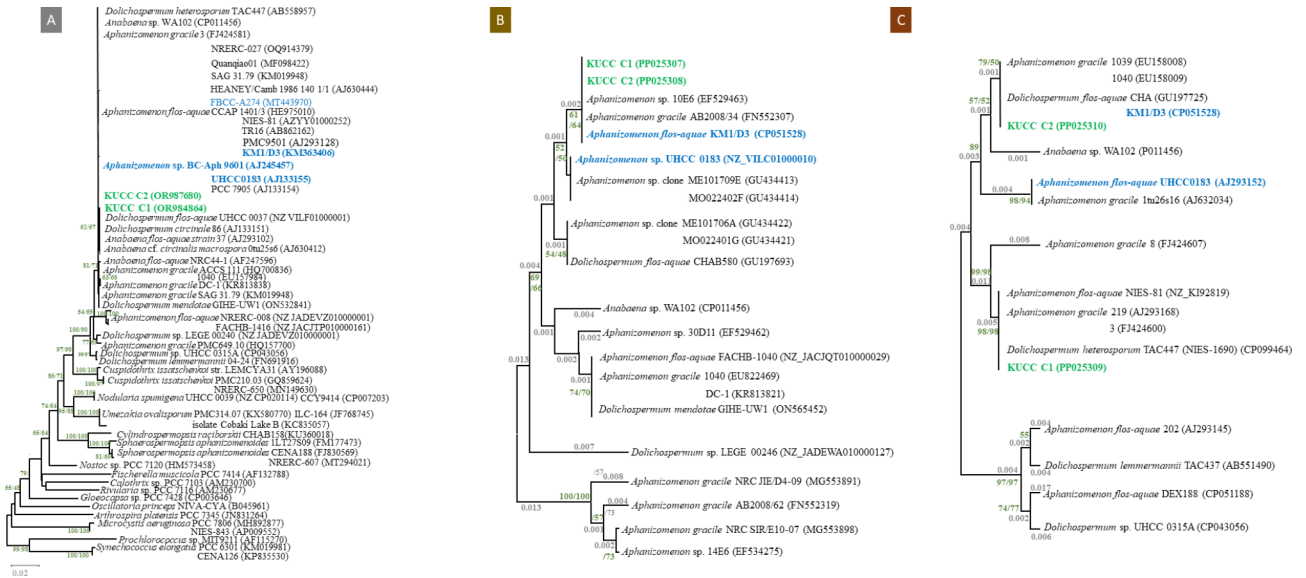 A
Dolichospermum heterosporum TAC447 (AB558957)
Anabaena sp. WA102 (CP011456)
Aphanizomenon gracile 3 (FJ424581)
NRERC-027 (OQ914379)
Quanqiao01 (MF098422)
SAG 31.79 (KM019948)
HEANEY/Camb 1986 140 1/1 (AJ630444)
FBCC-A274 (MT443970)
Aphanizomenon flos-aquae CCAP 1401/3 (HE975010)
NIES-81 (AZYY01000252)
TR16 (AB862162)
PMC9501 (AJ293128)
KM1/D3 (KM363406)
Aphanizomenon sp. BC-Aph 9601 (AJ245457)
UHCC0183 (AJ133155)
PCC 7905 (AJ133154)
KUCC C2 (OR987680)
KUCC C1 (OR984864)
Dolichospermum flos-aquae UHCC 0037 (NZ VILF01000001)
Dolichospermum circinale 86 (AJ133151)
Anabaena flos-aquae strain 37 (AJ293102)
Anabaena cf. circinalis macrospora 0tu25s6 (AJ630412)
Anabaena flos-aquae NRC44-1 (AF247596)
Aphanizomenon gracile ACCS 111 (HQ700836)
1040 (EU157984)
Aphanizomenon gracile DC-1 (KR813838)
Aphanizomenon gracile SAG 31.79 (KM019948)
Dolichospermum mendotae GIHE-UW1 (ON532841)
Aphanizomenon flos-aquae NRERC-008 (NZ JADEVZ010000001)
FACHB-1416 (NZ JACJTP010000161)
Dolichospermum sp. LEGE 00240 (NZ JADEVZ010000001)
Aphanizomenon gracile PMC649.10 (HQ157700)
Dolichospermum sp. UHCC 0315A (CP043056)
Dolichospermum lemmermannii 04-24 (FN691916)
Cuspidothrix issatschenkoi str. LEMCYA31 (AY196088)
Cuspidothrix issatschenkoi PMC210.03 (GQ859624)
NRERC-650 (MN149630)
Nodularia spumigena UHCC 0039 (NZ CP020114) CCY9414 (CP007203)
Umezakia ovalisporum PMC314.07 (KX580770) ILC-164 (JF768745)
isolate Cobaki Lake B (KC835057)
Cylindrospermopsis raciborskii CHAB158(KU360018)
Sphaerospermopsis aphanizomenoides 1LT27S09 (FM177473)
Sphaerospermopsis aphanizomenoides CENA188 (FJ830569)
NRERC-607 (MT294021)
Nostoc sp. PCC 7120 (HM573458)
Fischerella muscicola PCC 7414 (AF132788)
Calothrix sp. PCC 7103 (AM230700)
Rivularia sp. PCC 7116 (AM230677)
Gloeocapsa sp. PCC 7428 (CP003646)
Oscillatoria princeps NIVA-CYA (B045961)
Arthrospira platensis PCC 7345 (JN831264)
Microcystis aeruginosa PCC 7806 (MH892877)
NIES-843 (AP009552)
Prochlorococcus sp. MIT9211 (AF115270)
Synechococcus elongatus PCC 6301 (KM019981)
CENA126 (KP835530)
0.02
B
KUCC C1 (PP025307)
KUCC C2 (PP025308)
Aphanizomenon sp. 10E6 (EF529463)
Aphanizomenon gracile AB2008/34 (FN552307)
Aphanizomenon flos-aquae KM1/D3 (CP051528)
Aphanizomenon sp. UHCC 0183 (NZ_VILC01000010)
Aphanizomenon sp. clone ME101709E (GU434413)
MO022402F (GU434414)
Aphanizomenon sp. clone ME101706A (GU434422)
MO022401G (GU434421)
Dolichospermum flos-aquae CHAB580 (GU197693)
Anabaena sp. WA102 (CP011456)
Aphanizomenon sp. 30D11 (EF529462)
Aphanizomenon flos-aquae FACHB-1040 (NZ_JACJQT010000029)
Aphanizomenon gracile 1040 (EU822469)
DC-1 (KR813821)
Dolichospermum mendotae GIHE-UW1 (ON565452)
Dolichospermum sp. LEGE 00246 (NZ_JADEWA010000127)
Aphanizomenon gracile NRC JIE/D4-09 (MG553891)
Aphanizomenon gracile AB2008/62 (FN552319)
Aphanizomenon gracile NRC SIR/E10-07 (MG553898)
Aphanizomenon sp. 14E6 (EF534275)
C
Aphanizomenon gracile 1039 (EU158008)
1040 (EU158009)
Dolichospermum flos-aquae CHA (GU197725)
KM1/D3 (CP051528)
KUCC C2 (PP025310)
Anabaena sp. WA102 (P011456)
Aphanizomenon flos-aquae UHCC0183 (AJ293152)
Aphanizomenon gracile 1tu26s16 (AJ632034)
Aphanizomenon gracile 8 (FJ424607)
Aphanizomenon flos-aquae NIES-81 (NZ_KI92819)
Aphanizomenon gracile 219 (AJ293168)
3 (FJ424600)
Dolichospermum heterosporum TAC447 (NIES-1690) (CP099464)
KUCC C1 (PP025309)
Aphanizomenon flos-aquae 202 (AJ293145)
Dolichospermum lemmermannii TAC437 (AB551490)
Aphanizomenon flos-aquae DEX188 (CP051188)
Dolichospermum sp. UHCC 0315A (CP043056)